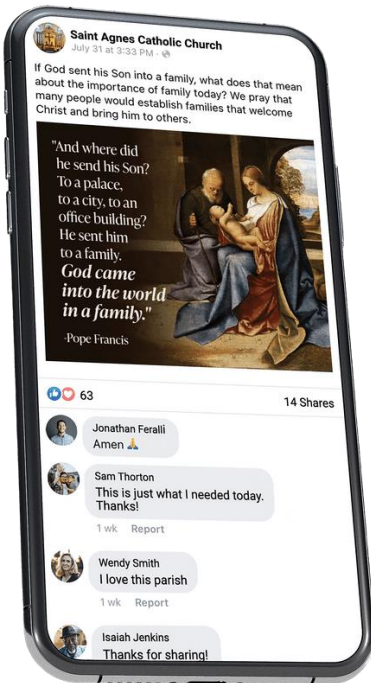 Saint Agnes Catholic Church
July 31 at 3:33 PM ·
If God sent his Son into a family, what does that mean
about the importance of family today? We pray that
many people would establish families that welcome
Christ and bring him to others.
"And where did
he send his Son?
To a palace,
to a city, to an
office building?
He sent him
to a family.
God came
into the world
in a family."
-Pope Francis
63
14 Shares
Jonathan Feralli
Amen 🙏
Sam Thorton
This is just what I needed today.
Thanks!
1 wk Report
Wendy Smith
I love this parish
1 wk Report
Isaiah Jenkins
Thanks for sharing!